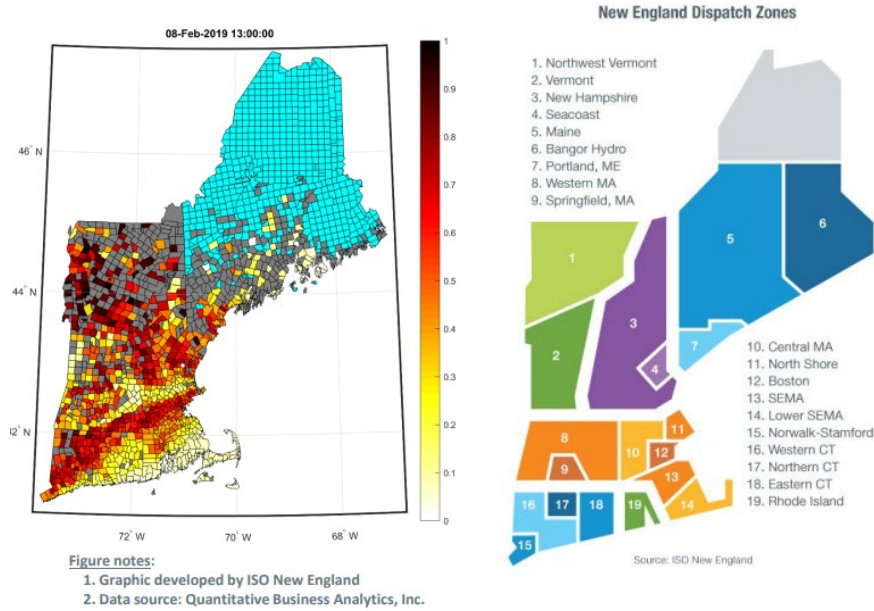 08-Feb-2019 13:00:00
1
0.9
0.8
0.7
0.6
0.5
0.4
0.3
0.2
0.1
0
46° N
44° N
42° N
72° W
70° W
68° W
Figure notes:
1. Graphic developed by ISO New England
2. Data source: Quantitative Business Analytics, Inc.
New England Dispatch Zones
1. Northwest Vermont
2. Vermont
3. New Hampshire
4. Seacoast
5. Maine
6. Bangor Hydro
7. Portland, ME
8. Western MA
9. Springfield, MA
1
2
3
4
5
6
7
10. Central MA
11. North Shore
12. Boston
13. SEMA
14. Lower SEMA
15. Norwalk-Stamford
16. Western CT
17. Northern CT
18. Eastern CT
19. Rhode Island
8
9
10
11
12
13
14
15
16
17
18
19
Source: ISO New England